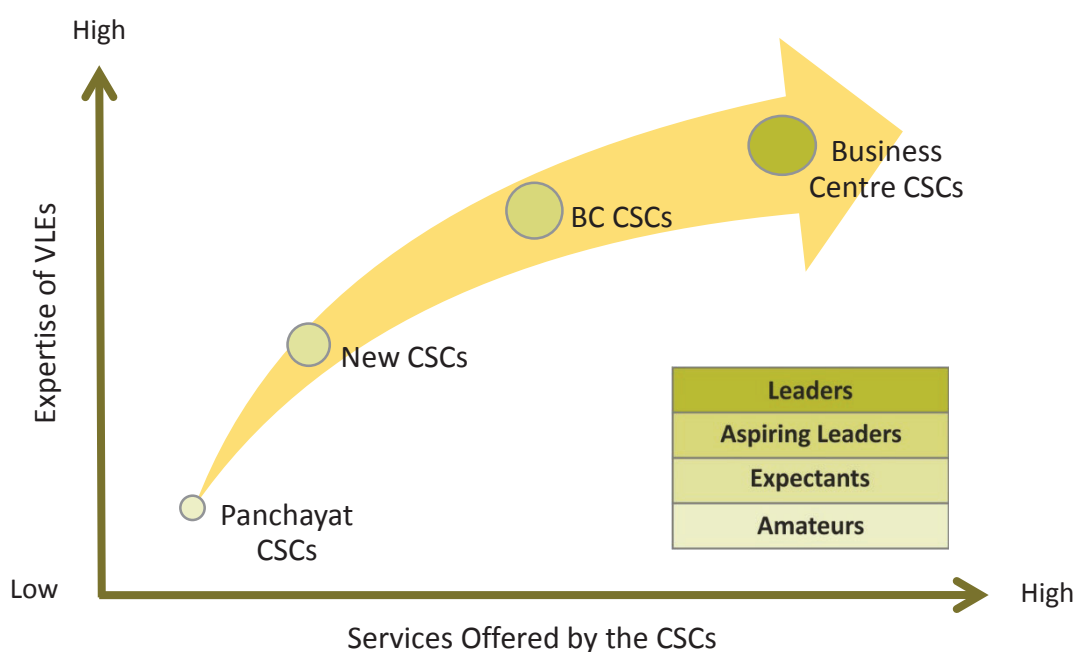 High
Expertise of VLEs
Business
Centre CSCs
BC CSCs
New CSCs
Panchayat
CSCs
Leaders
Aspiring Leaders
Expectants
Amateurs
Low
High
Services Offered by the CSCs